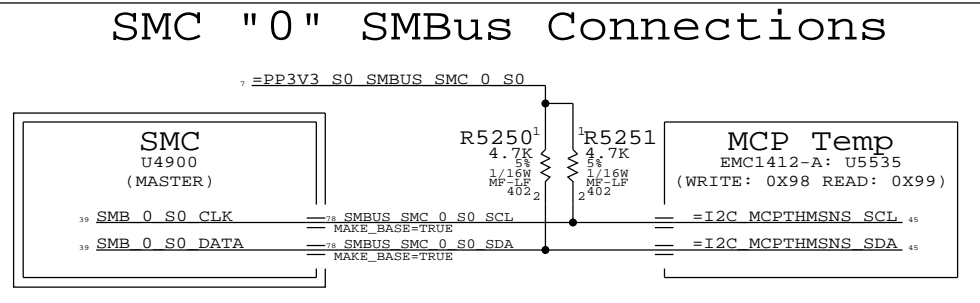 SMC "0" SMBus Connections
7 =PP3V3_S0_SMBUS_SMC_0_S0
SMC
U4900
(MASTER)
R5250 1
4.7K
5%
1/16W
MF-LF
402 2
1 R5251
4.7K
5%
1/16W
MF-LF
2 402
MCP Temp
EMC1412-A: U5535
(WRITE: 0X98 READ: 0X99)
39 SMB_0_S0_CLK
78 SMBUS_SMC_0_S0_SCL
MAKE_BASE=TRUE
=I2C_MCPTHMSNS_SCL 45
39 SMB_0_S0_DATA
78 SMBUS_SMC_0_S0_SDA
MAKE_BASE=TRUE
=I2C_MCPTHMSNS_SDA 45